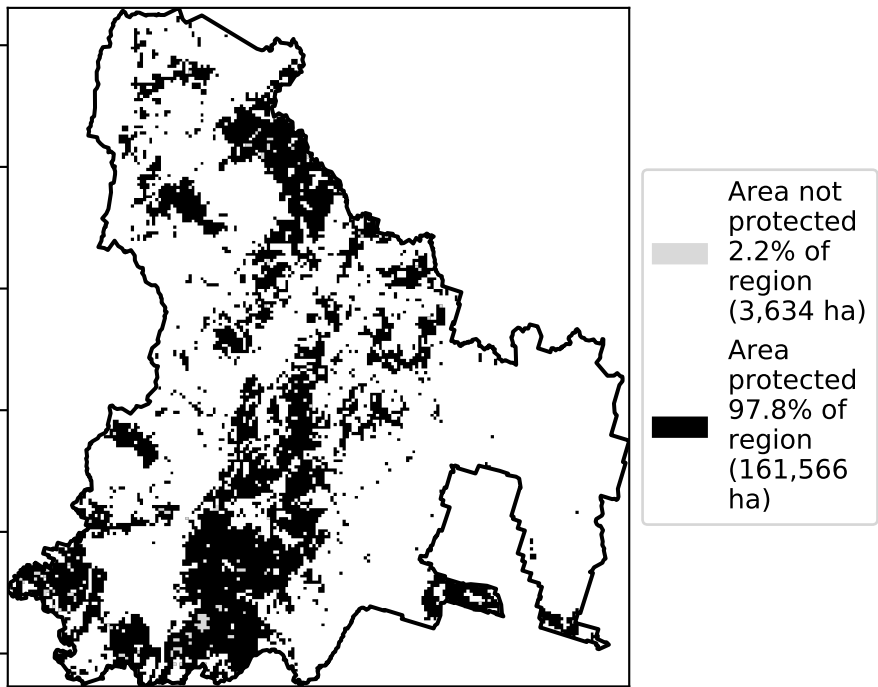 Area not
protected
2.2% of
region
(3,634 ha)
Area
protected
97.8% of
region
(161,566
ha)